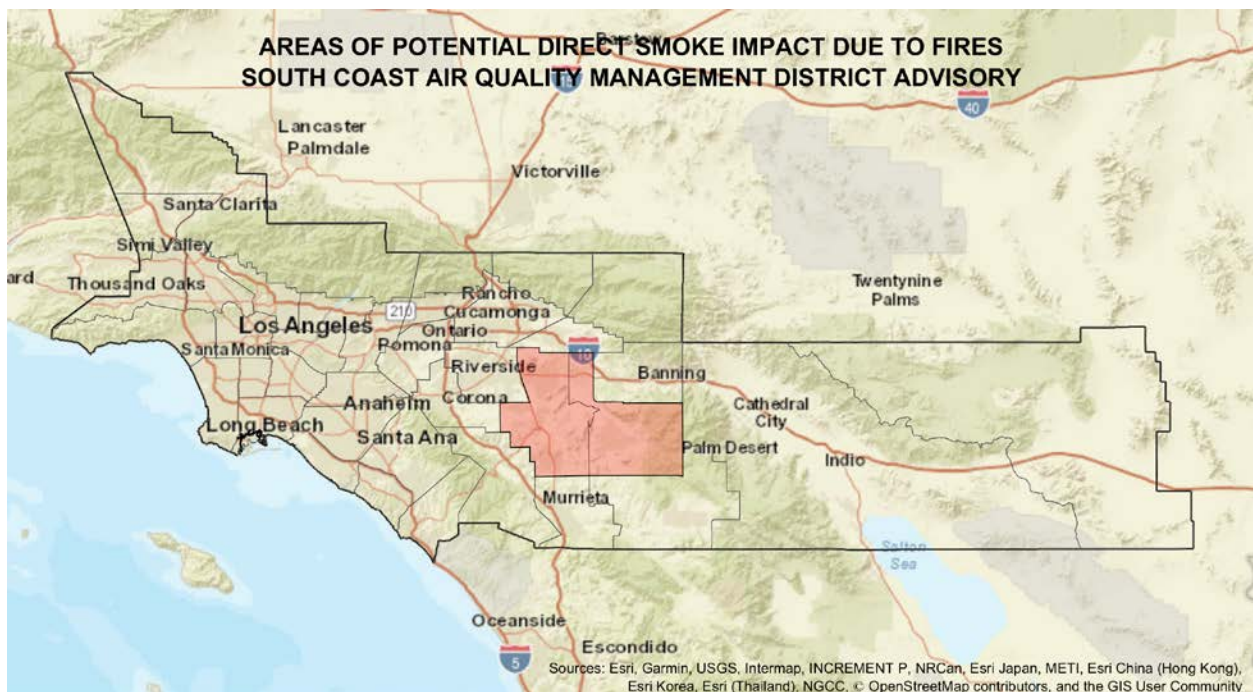 AREAS OF POTENTIAL DIRECT SMOKE IMPACT DUE TO FIRES
Barstow
SOUTH COAST AIR QUALITY MANAGEMENT DISTRICT ADVISORY
15
40
Lancaster
Palmdale
Victorville
Santa Clarita
Simi Valley
ard
Thousand Oaks
Twentynine
Palms
Rancho
Cucamonga
210
Los Angeles
Ontario
Pomona
Santa Monica
10
Riverside
Banning
Corona
Anaheim
Cathedral
City
Long Beach
Santa Ana
Palm Desert
Indio
Murrieta
Salton
Sea
Oceanside
Escondido
5
Sources: Esri, Garmin, USGS, Intermap, INCREMENT P, NRCan, Esri Japan, METI, Esri China (Hong Kong),
Esri Korea, Esri (Thailand), NGCC, © OpenStreetMap contributors, and the GIS User Community